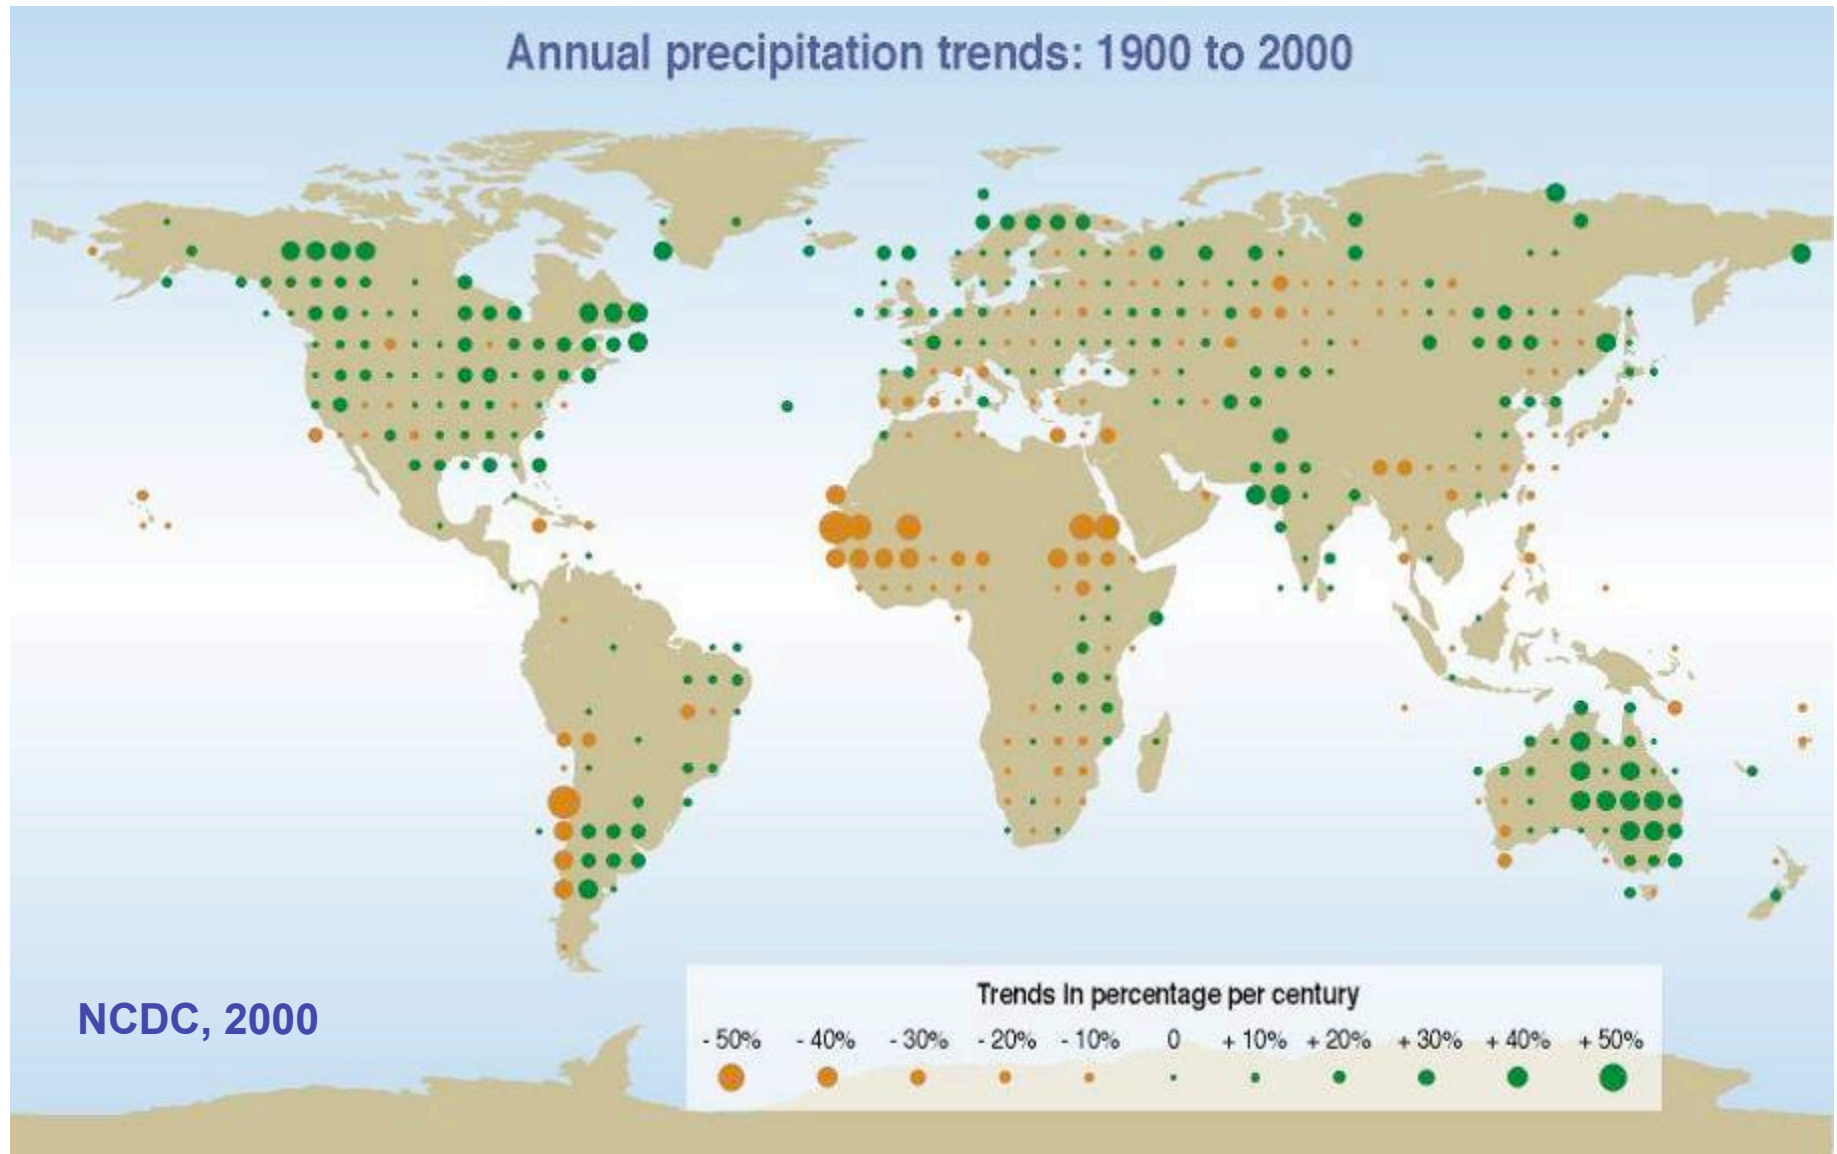 Annual precipitation trends: 1900 to 2000
NCDC, 2000
Trends In percentage per century
- 50% - 40% - 30% - 20% - 10% 0 + 10% + 20% + 30% + 40% + 50%